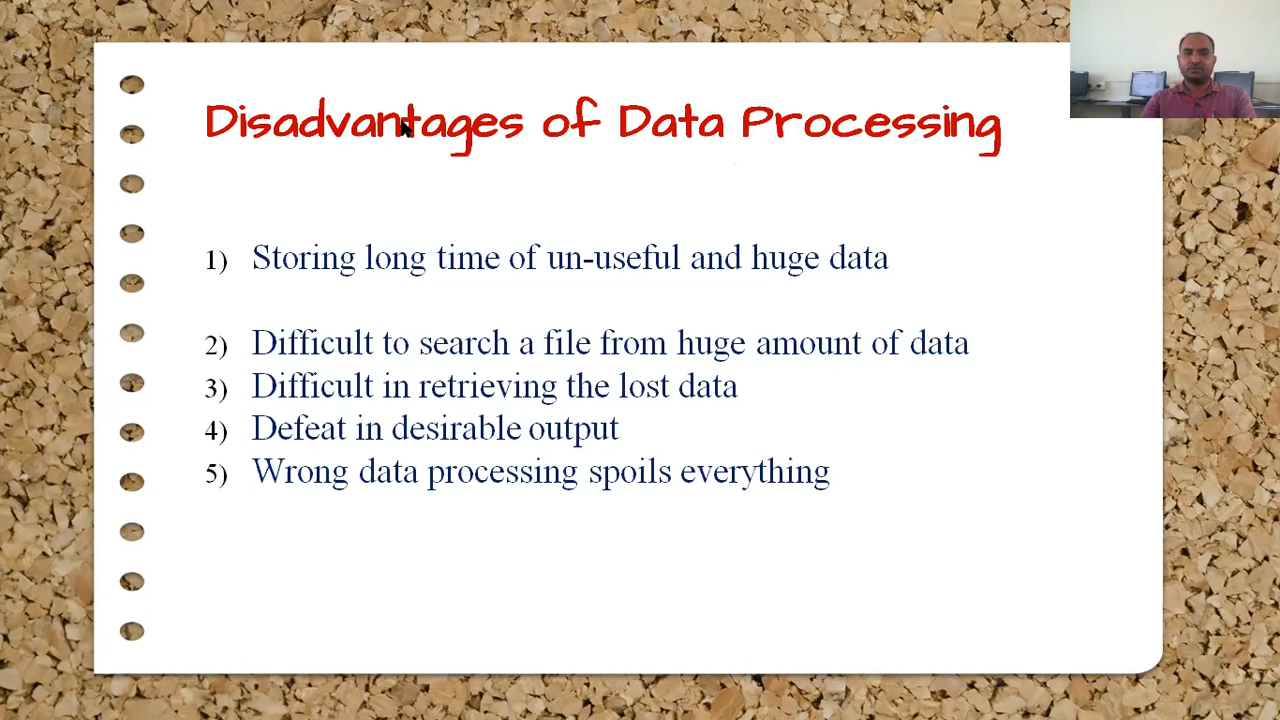 Disadvantages of Data Processing
1) Storing long time of un-useful and huge data
2) Difficult to search a file from huge amount of data
3) Difficult in retrieving the lost data
4) Defeat in desirable output
5) Wrong data processing spoils everything